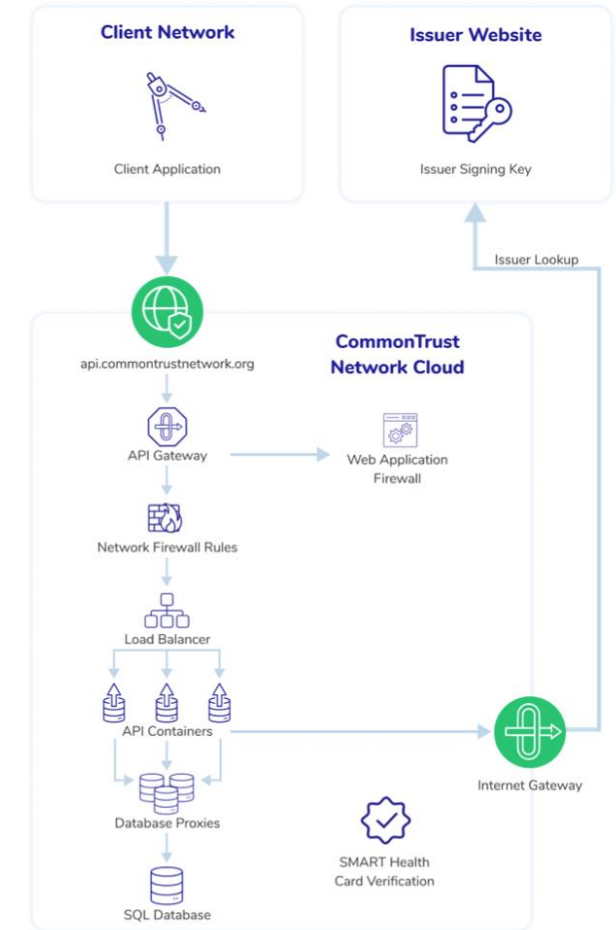 Client Network
Client Application
Issuer Website
Issuer Signing Key
Issuer Lookup
api.commontrustnetwork.org
CommonTrust
Network Cloud
API Gateway
Web Application
Firewall
Network Firewall Rules
Load Balancer
API Containers
Internet Gateway
Database Proxies
SMART Health
Card Verification
SQL Database